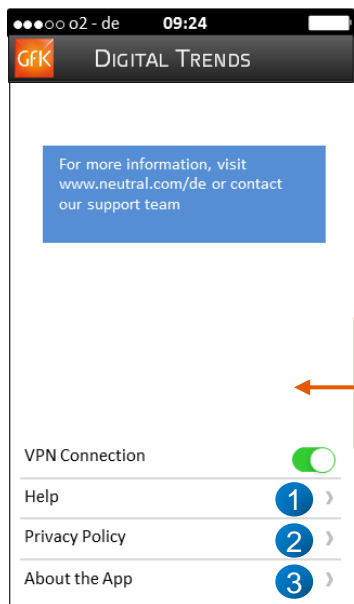 o2 - de 09:24
GfK DIGITAL TRENDS
For more information, visit
www.neutral.com/de or contact
our support team
VPN Connection
Help 1
Privacy Policy 2
About the App 3